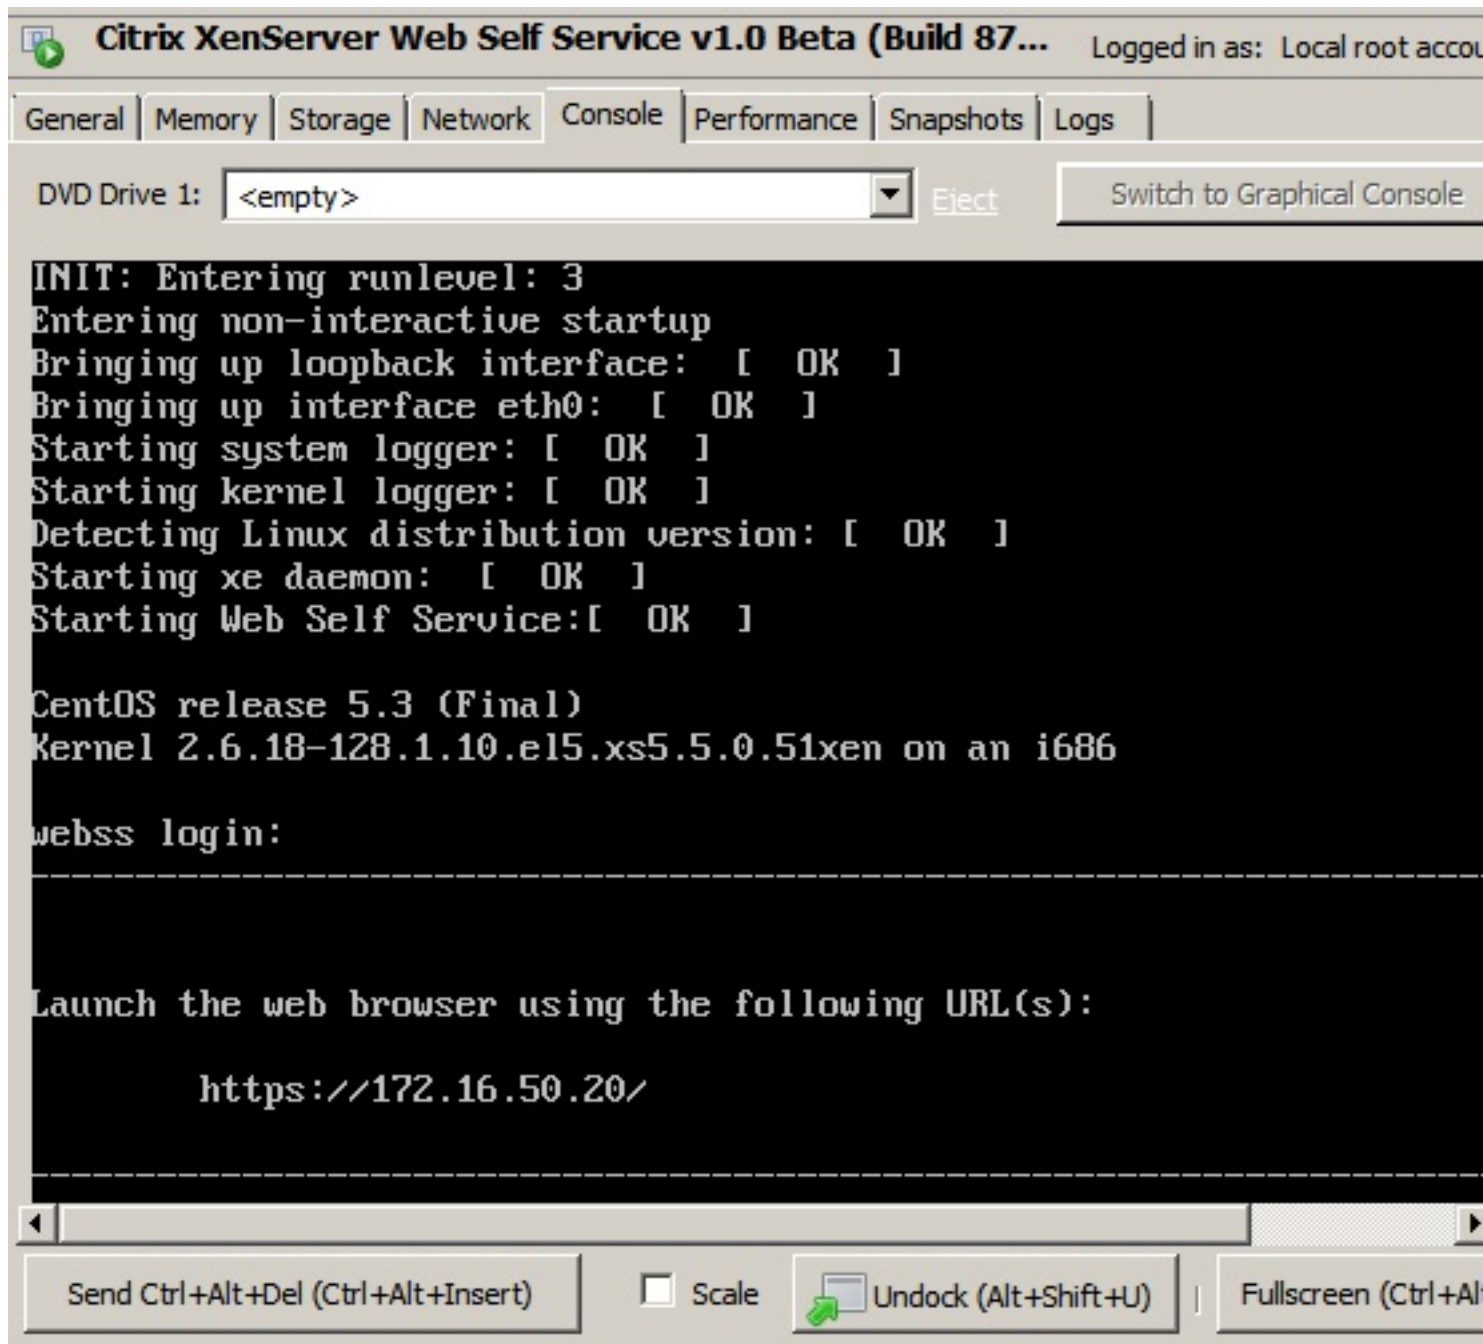 Citrix XenServer Web Self Service v1.0 Beta (Build 87... Logged in as: Local root accou
General Memory Storage Network Console Performance Snapshots Logs
DVD Drive 1: <empty> Eject Switch to Graphical Console
INIT: Entering runlevel: 3
Entering non-interactive startup
Bringing up loopback interface:  [  OK  ]
Bringing up interface eth0:  [  OK  ]
Starting system logger: [  OK  ]
Starting kernel logger: [  OK  ]
Detecting Linux distribution version: [  OK  ]
Starting xe daemon:  [  OK  ]
Starting Web Self Service:[  OK  ]
CentOS release 5.3 (Final)
Kernel 2.6.18-128.1.10.el5.xs5.5.0.51xen on an i686
webss login:
Launch the web browser using the following URL(s):
https://172.16.50.20/
Send Ctrl+Alt+Del (Ctrl+Alt+Insert) Scale Undock (Alt+Shift+U) Fullscreen (Ctrl+Al